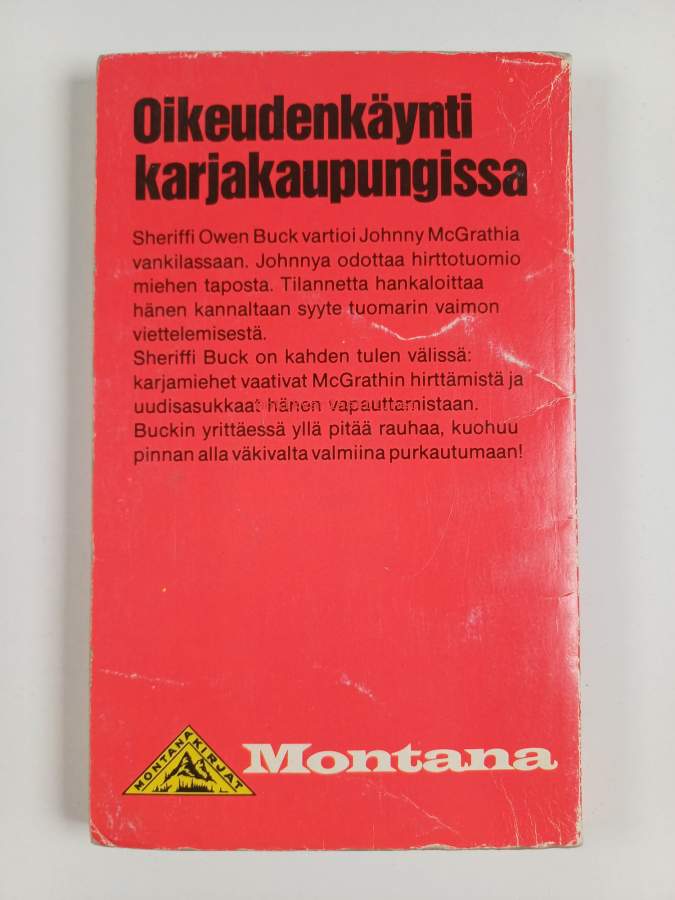 Oikeudenkäynti
karjakaupungissa
Sheriffi Owen Buck vartioi Johnny McGrathia
vankilassaan. Johnnya odottaa hirttotuomio
miehen taposta. Tilannetta hankaloittaa
hänen kannaltaan syyte tuomarin vaimon
viettelemisestä.
Sheriffi Buck on kahden tulen välissä:
karjamiehet vaativat McGrathin hirttämistä ja
uudisasukkaat hänen vapauttamistaan.
Buckin yrittäessä yllä pitää rauhaa, kuohuu
pinnan alla väkivalta valmiina purkautumaan!
MONTANA KIRJAT
Montana